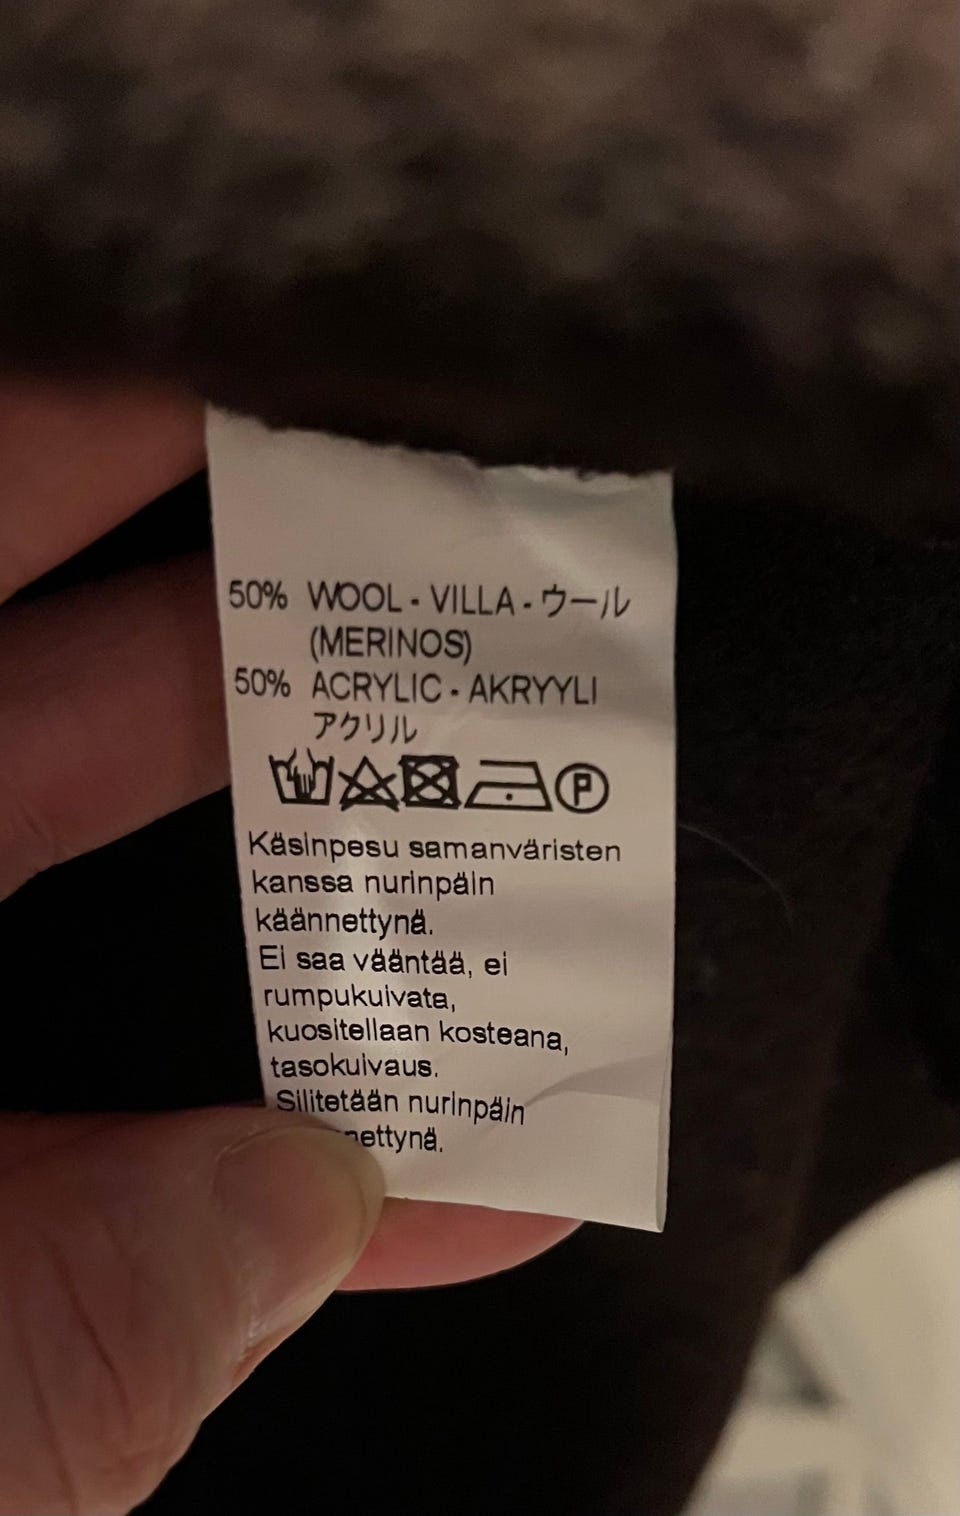 50% WOOL - VILLA - ウール
(MERINOS)
50% ACRYLIC - AKRYYLI
アクリル
P
Käsinpesu samanväristen
kanssa nurinpäin
käännettynä.
Ei saa vääntää, ei
rumpukuivata,
kuositellaan kosteana,
tasokuivaus.
Silitetään nurinpäin